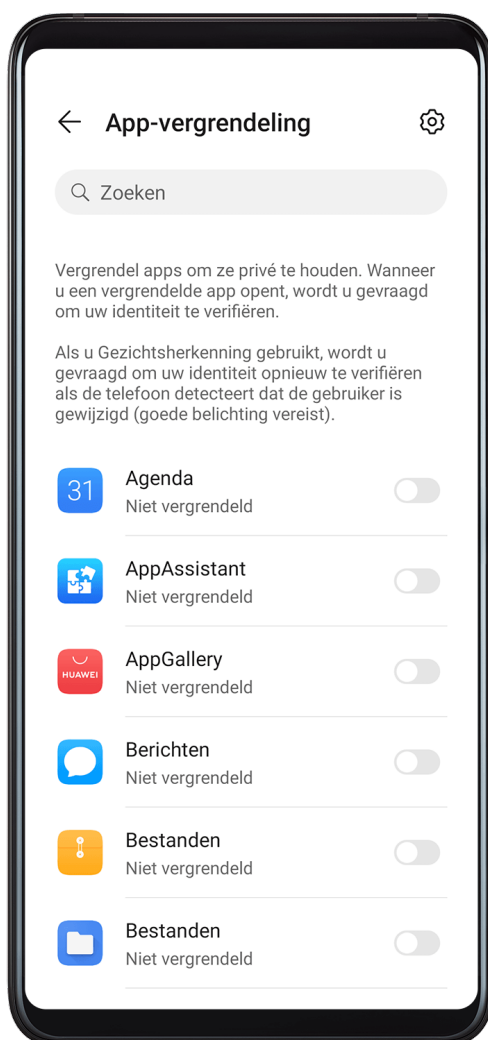 App-vergrendeling
Zoeken
Vergrendel apps om ze privé te houden. Wanneer
u een vergrendelde app opent, wordt u gevraagd
om uw identiteit te verifiëren.
Als u Gezichtsherkenning gebruikt, wordt u
gevraagd om uw identiteit opnieuw te verifiëren
als de telefoon detecteert dat de gebruiker is
gewijzigd (goede belichting vereist).
31
Agenda
Niet vergrendeld
AppAssistant
Niet vergrendeld
HUAWEI
AppGallery
Niet vergrendeld
Berichten
Niet vergrendeld
Bestanden
Niet vergrendeld
Bestanden
Niet vergrendeld